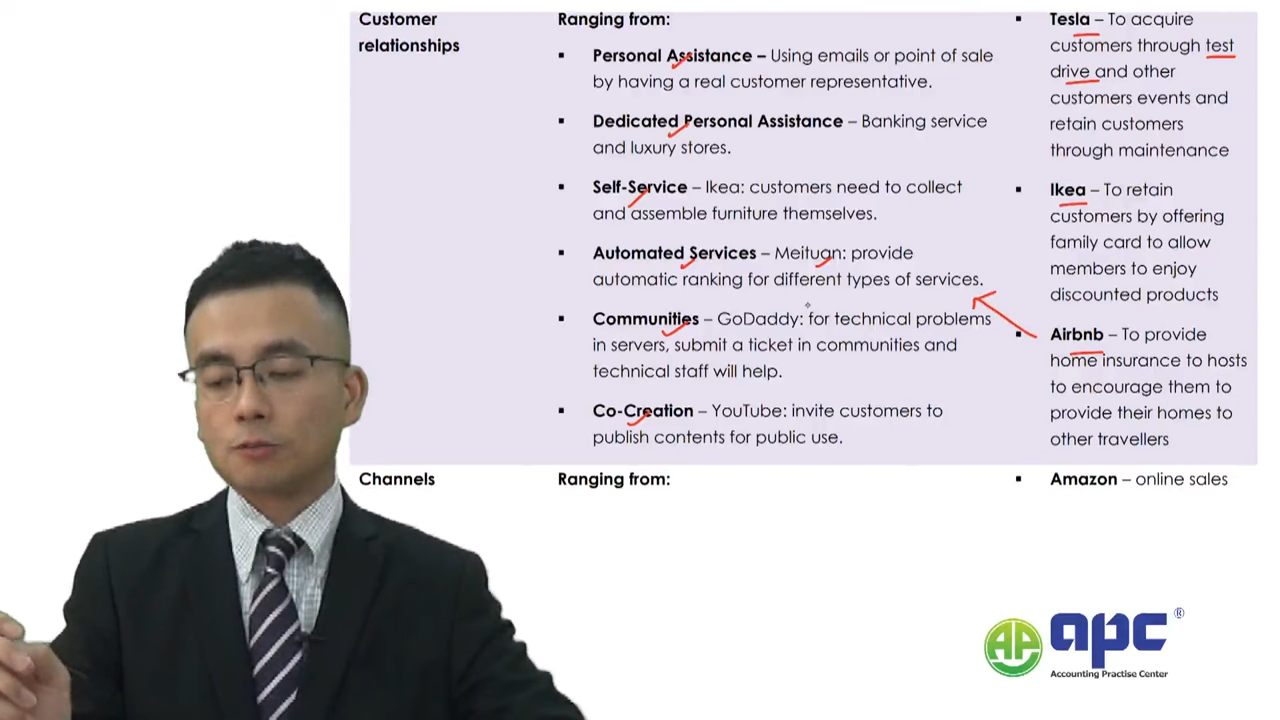 Customer
relationships
Ranging from:
▪ Personal Assistance – Using emails or point of sale
by having a real customer representative.
▪ Dedicated Personal Assistance – Banking service
and luxury stores.
▪ Self-Service – Ikea: customers need to collect
and assemble furniture themselves.
▪ Automated Services – Meituan: provide
automatic ranking for different types of services.
▪ Communities – GoDaddy: for technical problems
in servers, submit a ticket in communities and
technical staff will help.
▪ Co-Creation – YouTube: invite customers to
publish contents for public use.
▪ Tesla – To acquire
customers through test
drive and other
customers events and
retain customers
through maintenance
▪ Ikea – To retain
customers by offering
family card to allow
members to enjoy
discounted products
▪ Airbnb – To provide
home insurance to hosts
to encourage them to
provide their homes to
other travellers
Channels
Ranging from:
▪ Amazon – online sales
AP apc ®
Accounting Practise Center